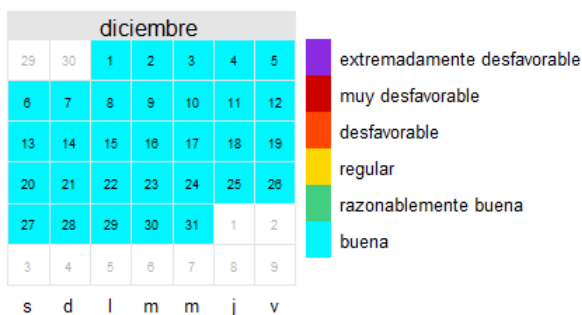 diciembre
29 30 1 2 3 4 5
6 7 8 9 10 11 12
13 14 15 16 17 18 19
20 21 22 23 24 25 26
27 28 29 30 31 1 2
3 4 5 6 7 8 9
s d l m m j v
extremadamente desfavorable
muy desfavorable
desfavorable
regular
razonablemente buena
buena